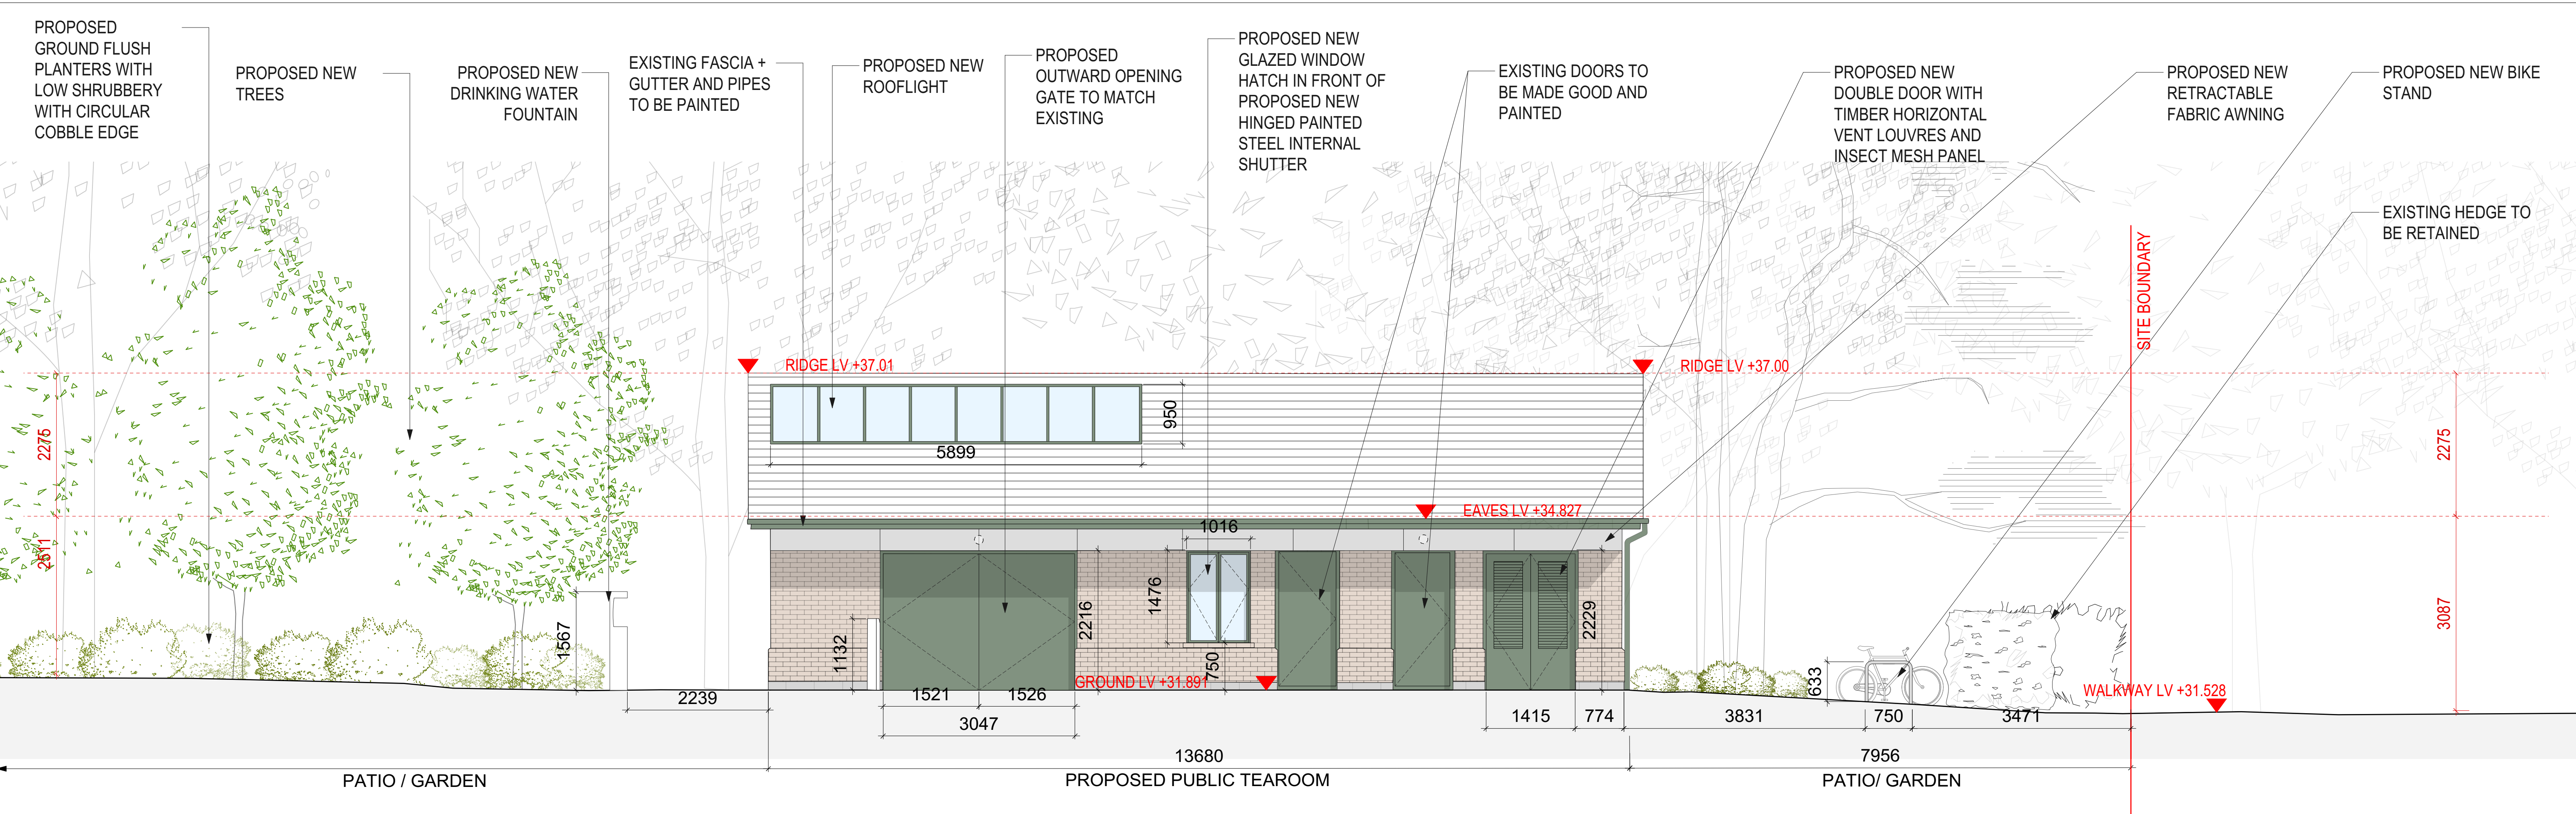 PROPOSED
GROUND FLUSH
PLANTERS WITH
LOW SHRUBBERY
WITH CIRCULAR
COBBLE EDGE
PROPOSED NEW
TREES
PROPOSED NEW
DRINKING WATER
FOUNTAIN
EXISTING FASCIA +
GUTTER AND PIPES
TO BE PAINTED
PROPOSED NEW
ROOFLIGHT
PROPOSED
OUTWARD OPENING
GATE TO MATCH
EXISTING
PROPOSED NEW
GLAZED WINDOW
HATCH IN FRONT OF
PROPOSED NEW
HINGED PAINTED
STEEL INTERNAL
SHUTTER
EXISTING DOORS TO
BE MADE GOOD AND
PAINTED
PROPOSED NEW
DOUBLE DOOR WITH
TIMBER HORIZONTAL
VENT LOUVRES AND
INSECT MESH PANEL
PROPOSED NEW
RETRACTABLE
FABRIC AWNING
PROPOSED NEW BIKE
STAND
EXISTING HEDGE TO
BE RETAINED
SITE BOUNDARY
RIDGE LV +37.01
RIDGE LV +37.00
950
5899
2275
2275
EAVES LV +34.827
1016
2511
1567
1132
2216
1476
750
2229
633
3087
GROUND LV +31.891
WALKWAY LV +31.528
2239
1521
1526
3047
1415
774
3831
750
3471
13680
7956
PATIO / GARDEN
PROPOSED PUBLIC TEAROOM
PATIO/ GARDEN